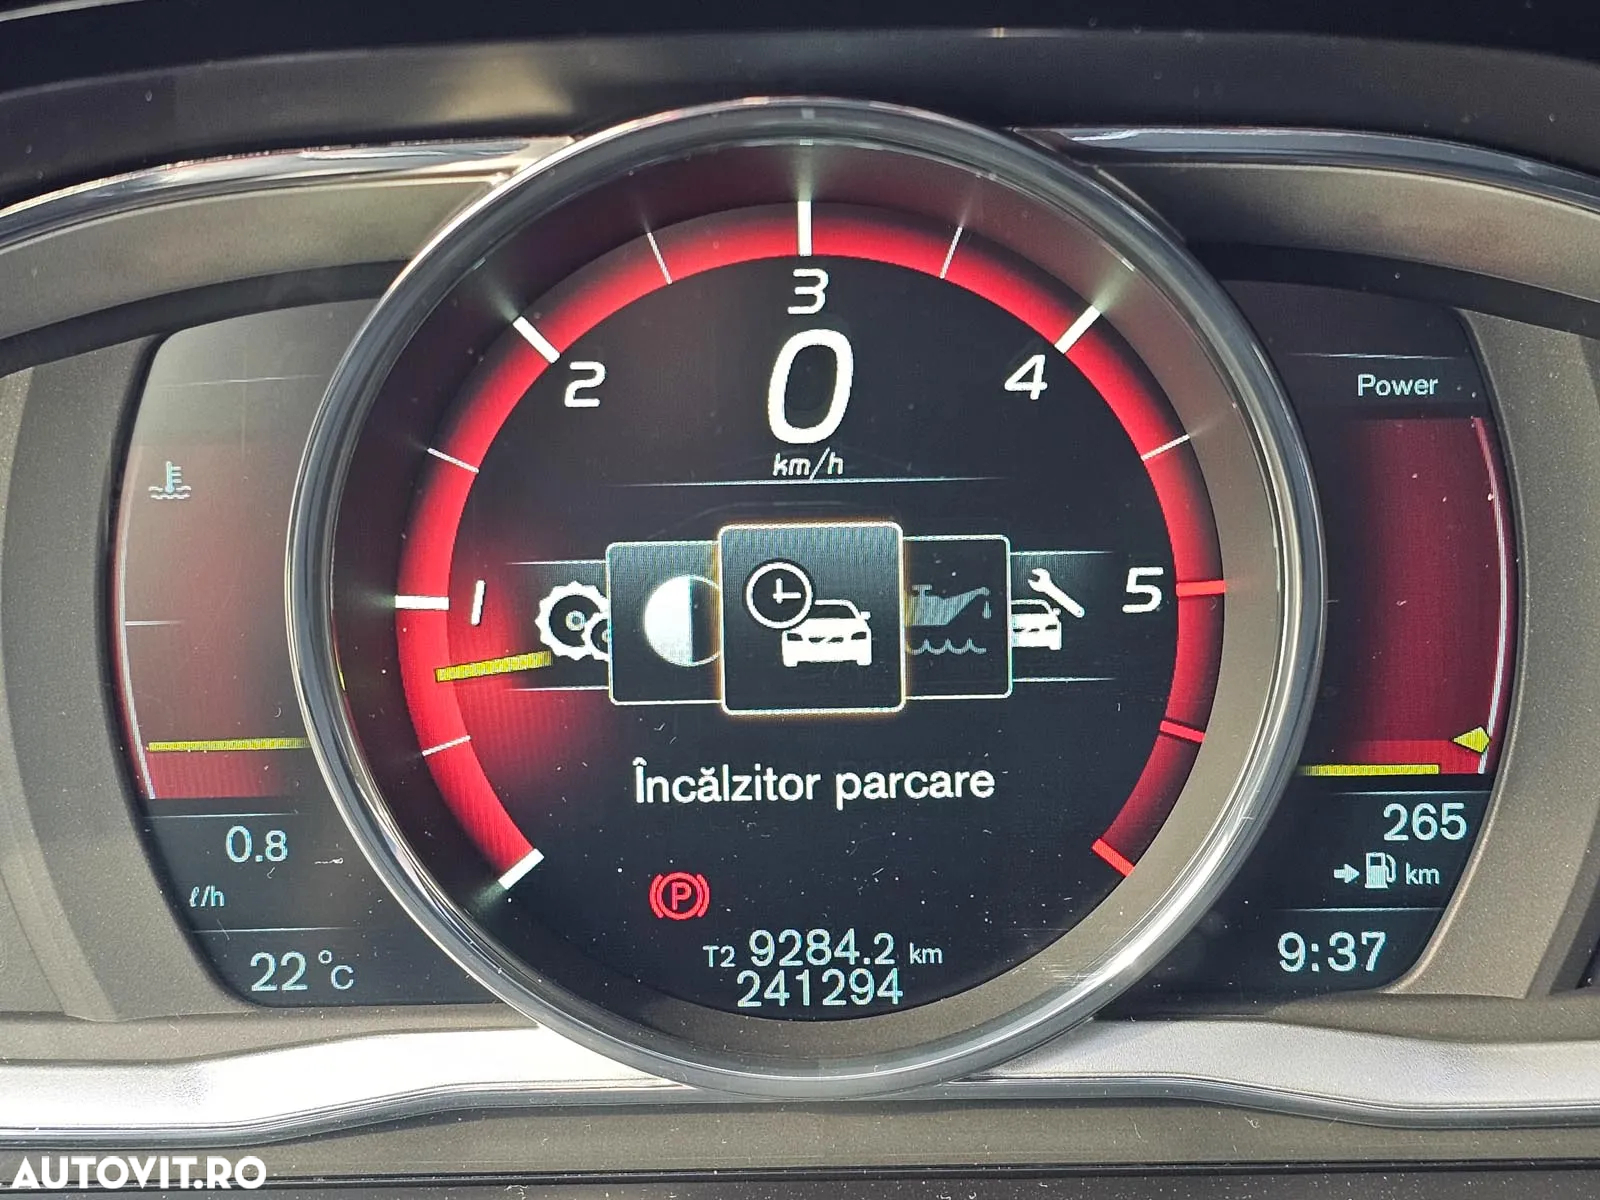 3
2
4
0
km/h
Power
1
5
Încălzitor parcare
0.8
ℓ/h
265
km
P
T2 9284.2 km
241294
22 °C
9:37
AUTOVIT.RO